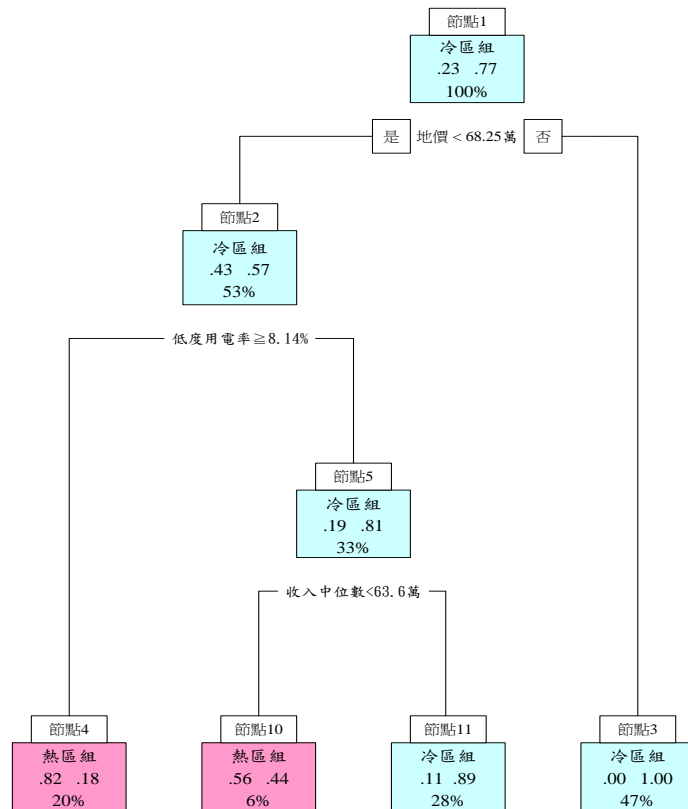 節點1
冷區組
.23 .77
100%
是 地價 < 68.25萬 否
節點2
冷區組
.43 .57
53%
低度用電率≧8.14%
節點5
冷區組
.19 .81
33%
收入中位數<63.6萬
節點4
熱區組
.82 .18
20%
節點10
熱區組
.56 .44
6%
節點11
冷區組
.11 .89
28%
節點3
冷區組
.00 1.00
47%